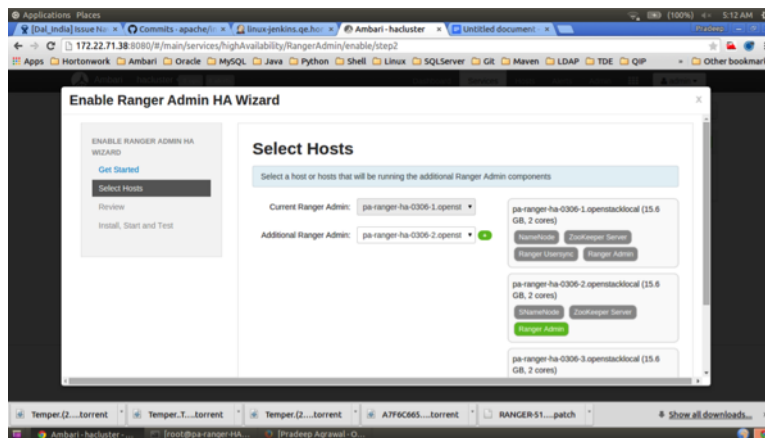 Applications Places (100%) 5:12 AM
[Dal_India] Issue Na × Commits - apache/r × linux-jenkins.qe.hor × Ambari - hacluster × Untitled document × Pradeep
172.22.71.38:8080/#/main/services/highAvailability/RangerAdmin/enable/step2
Apps Hortonwork Ambari Oracle MySQL Java Python Shell Linux SQLServer Git Maven LDAP TDE QIP » Other bookmar
Enable Ranger Admin HA Wizard X
ENABLE RANGER ADMIN HA
WIZARD
Get Started
Select Hosts
Review
Install, Start and Test
Select Hosts
Select a host or hosts that will be running the additional Ranger Admin components
Current Ranger Admin: pa-ranger-ha-0306-1.openst
Additional Ranger Admin: pa-ranger-ha-0306-2.openst +
pa-ranger-ha-0306-1.openstacklocal (15.6
GB, 2 cores)
NameNode ZooKeeper Server
Ranger Usersync Ranger Admin
pa-ranger-ha-0306-2.openstacklocal (15.6
GB, 2 cores)
SNameNode ZooKeeper Server
Ranger Admin
pa-ranger-ha-0306-3.openstacklocal (15.6
GB, 2 cores)
Temper.(2....torrent Temper..T....torrent Temper.(2....torrent A7F6C665....torrent RANGER-51....patch Show all downloads...
Ambari - hacluster - ... [root@pa-ranger-HA... [Pradeep Agrawal - O...